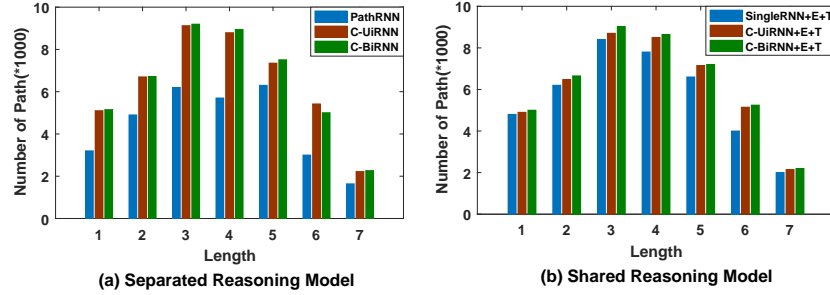 10
8
6
4
2
0
Number of Path(*1000)
1 2 3 4 5 6 7
Length
PathRNN
C-UiRNN
C-BiRNN
(a) Separated Reasoning Model
10
8
6
4
2
0
Number of Path(*1000)
1 2 3 4 5 6 7
Length
SingleRNN+E+T
C-UiRNN+E+T
C-BiRNN+E+T
(b) Shared Reasoning Model